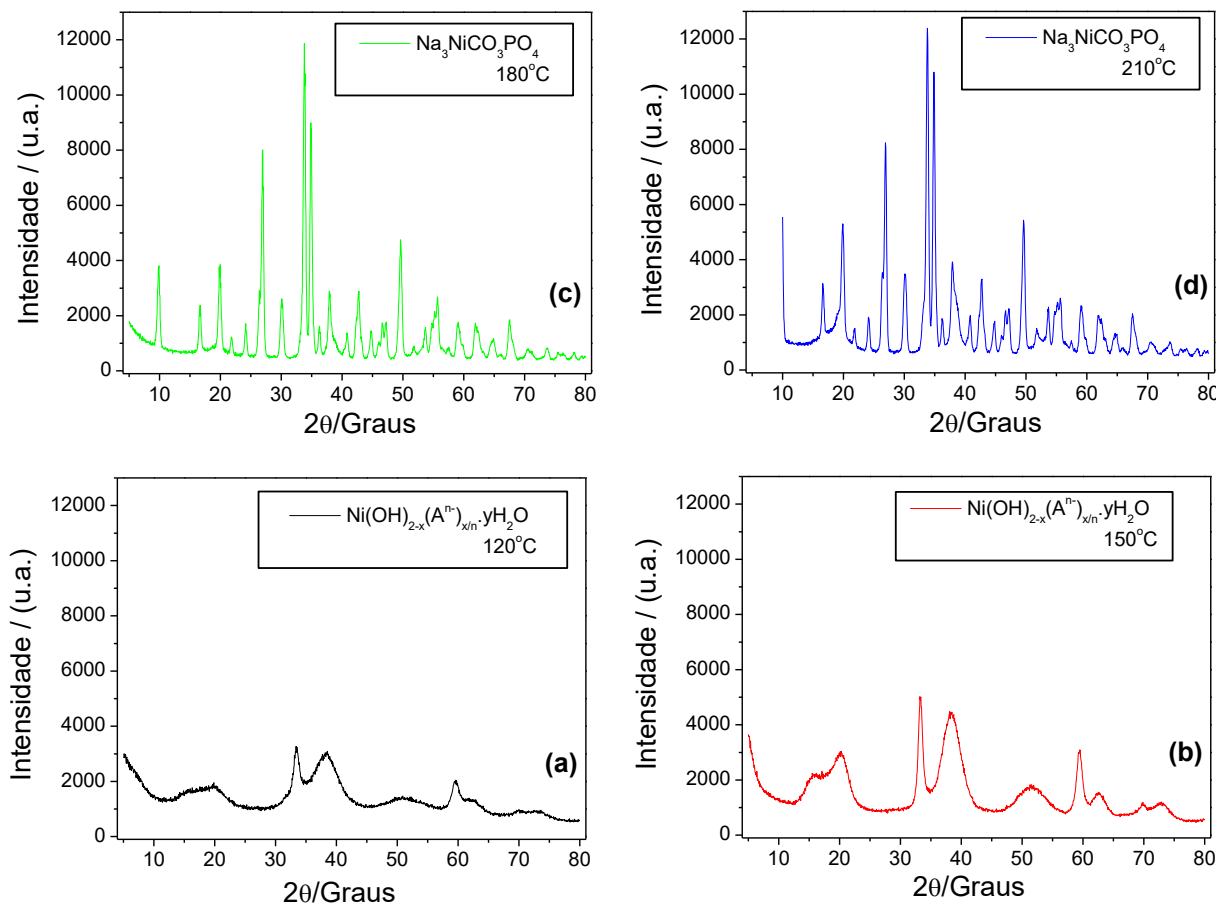 12000
10000
8000
6000
4000
2000
0
Intensidade / (u.a.)
Na₃NiCO₃PO₄
180°C
(c)
10 20 30 40 50 60 70 80
2θ/Graus
12000
10000
8000
6000
4000
2000
0
Intensidade / (u.a.)
Na₃NiCO₃PO₄
210°C
(d)
10 20 30 40 50 60 70 80
2θ/Graus
12000
10000
8000
6000
4000
2000
0
Intensidade / (u.a.)
Ni(OH)₂₋ₓ(Aⁿ⁻)ₓ/ₙ.yH₂O
120°C
(a)
10 20 30 40 50 60 70 80
2θ/Graus
12000
10000
8000
6000
4000
2000
0
Intensidade / (u.a.)
Ni(OH)₂₋ₓ(Aⁿ⁻)ₓ/ₙ.yH₂O
150°C
(b)
10 20 30 40 50 60 70 80
2θ/Graus